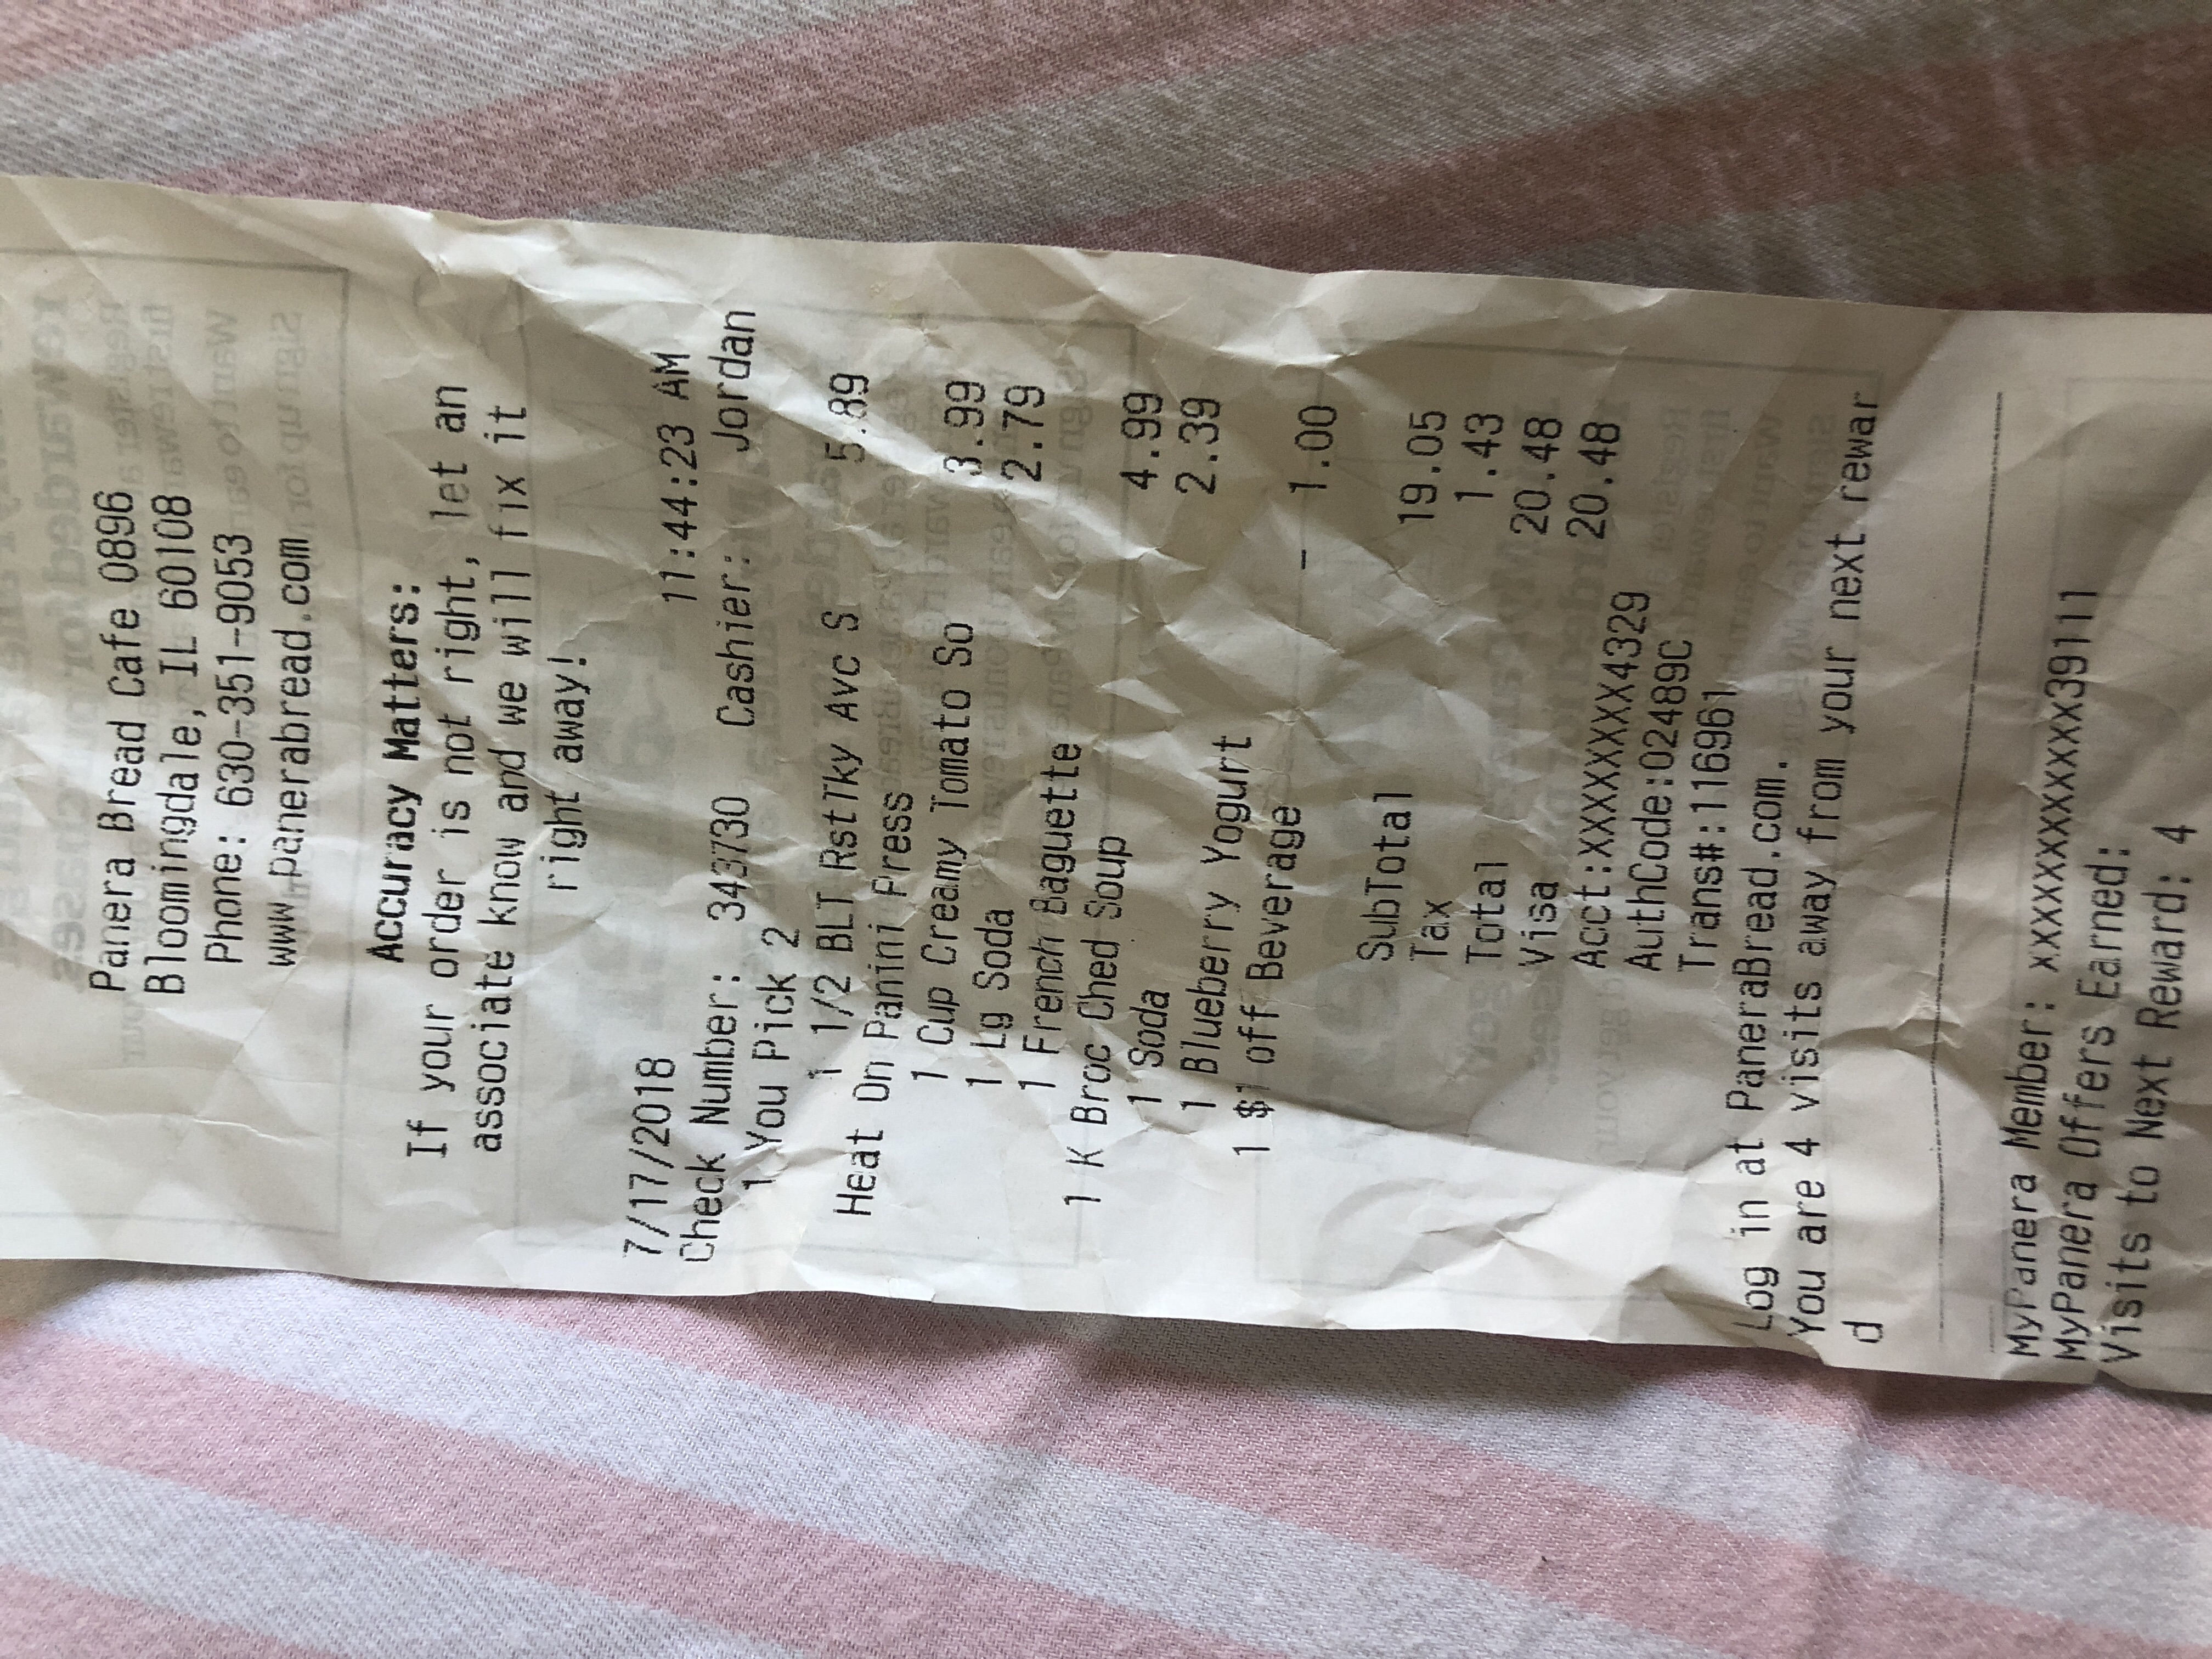 Panera Bread Cafe 0896
Bloomingdale, IL 60108
Phone: 630-351-9053
www.panerabread.com
Accuracy Matters:
If your order is not right, let an
associate know and we will fix it
right away!
7/17/2018 11:44:23 AM
Check Number: 343730 Cashier: Jordan
1 You Pick 2
1 1/2 BLT RstTky Avc S 5.89
Heat On Panini Press
1 Cup Creamy Tomato So 3.99
1 Lg Soda 2.79
1 French Baguette
1 K Broc Ched Soup 4.99
1 Soda 2.39
1 Blueberry Yogurt
1 $1 off Beverage - 1.00
SubTotal 19.05
Tax 1.43
Total 20.48
Visa 20.48
Acct:XXXXXXXX4329
AuthCode:02489C
Trans#:116961
Log in at PaneraBread.com.
You are 4 visits away from your next rewar
d
MyPanera Member: xxxxxxxxxxxxx39111
MyPanera Offers Earned:
Visits to Next Reward: 4